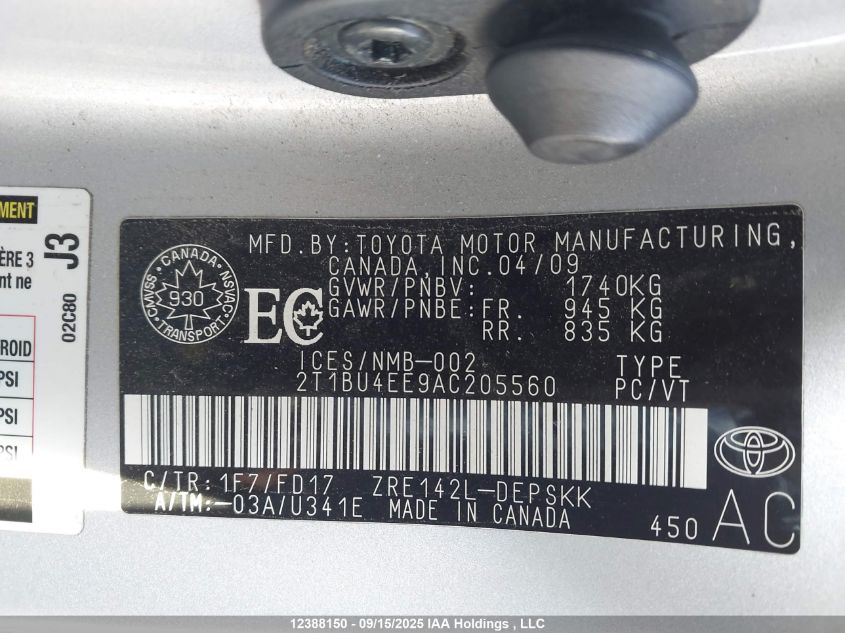 MENT
ÈRE 3
nt ne
J3
02C80
ROID
PSI
PSI
PSI
CMVSS · CANADA · NSVAC
930
TRANSPORT
EC
MFD. BY: TOYOTA MOTOR MANUFACTURING,
CANADA, INC. 04/09
GVWR/PNBV: 1740KG
GAWR/PNBE: FR. 945 KG
RR. 835 KG
ICES/NMB-002 TYPE
2T1BU4EE9AC205560 PC/VT
C/TR: 1F7/FD17 ZRE142L-DEPSKK
A/TM: -03A/U341E MADE IN CANADA
450 AC
12388150 - 09/15/2025 IAA Holdings , LLC